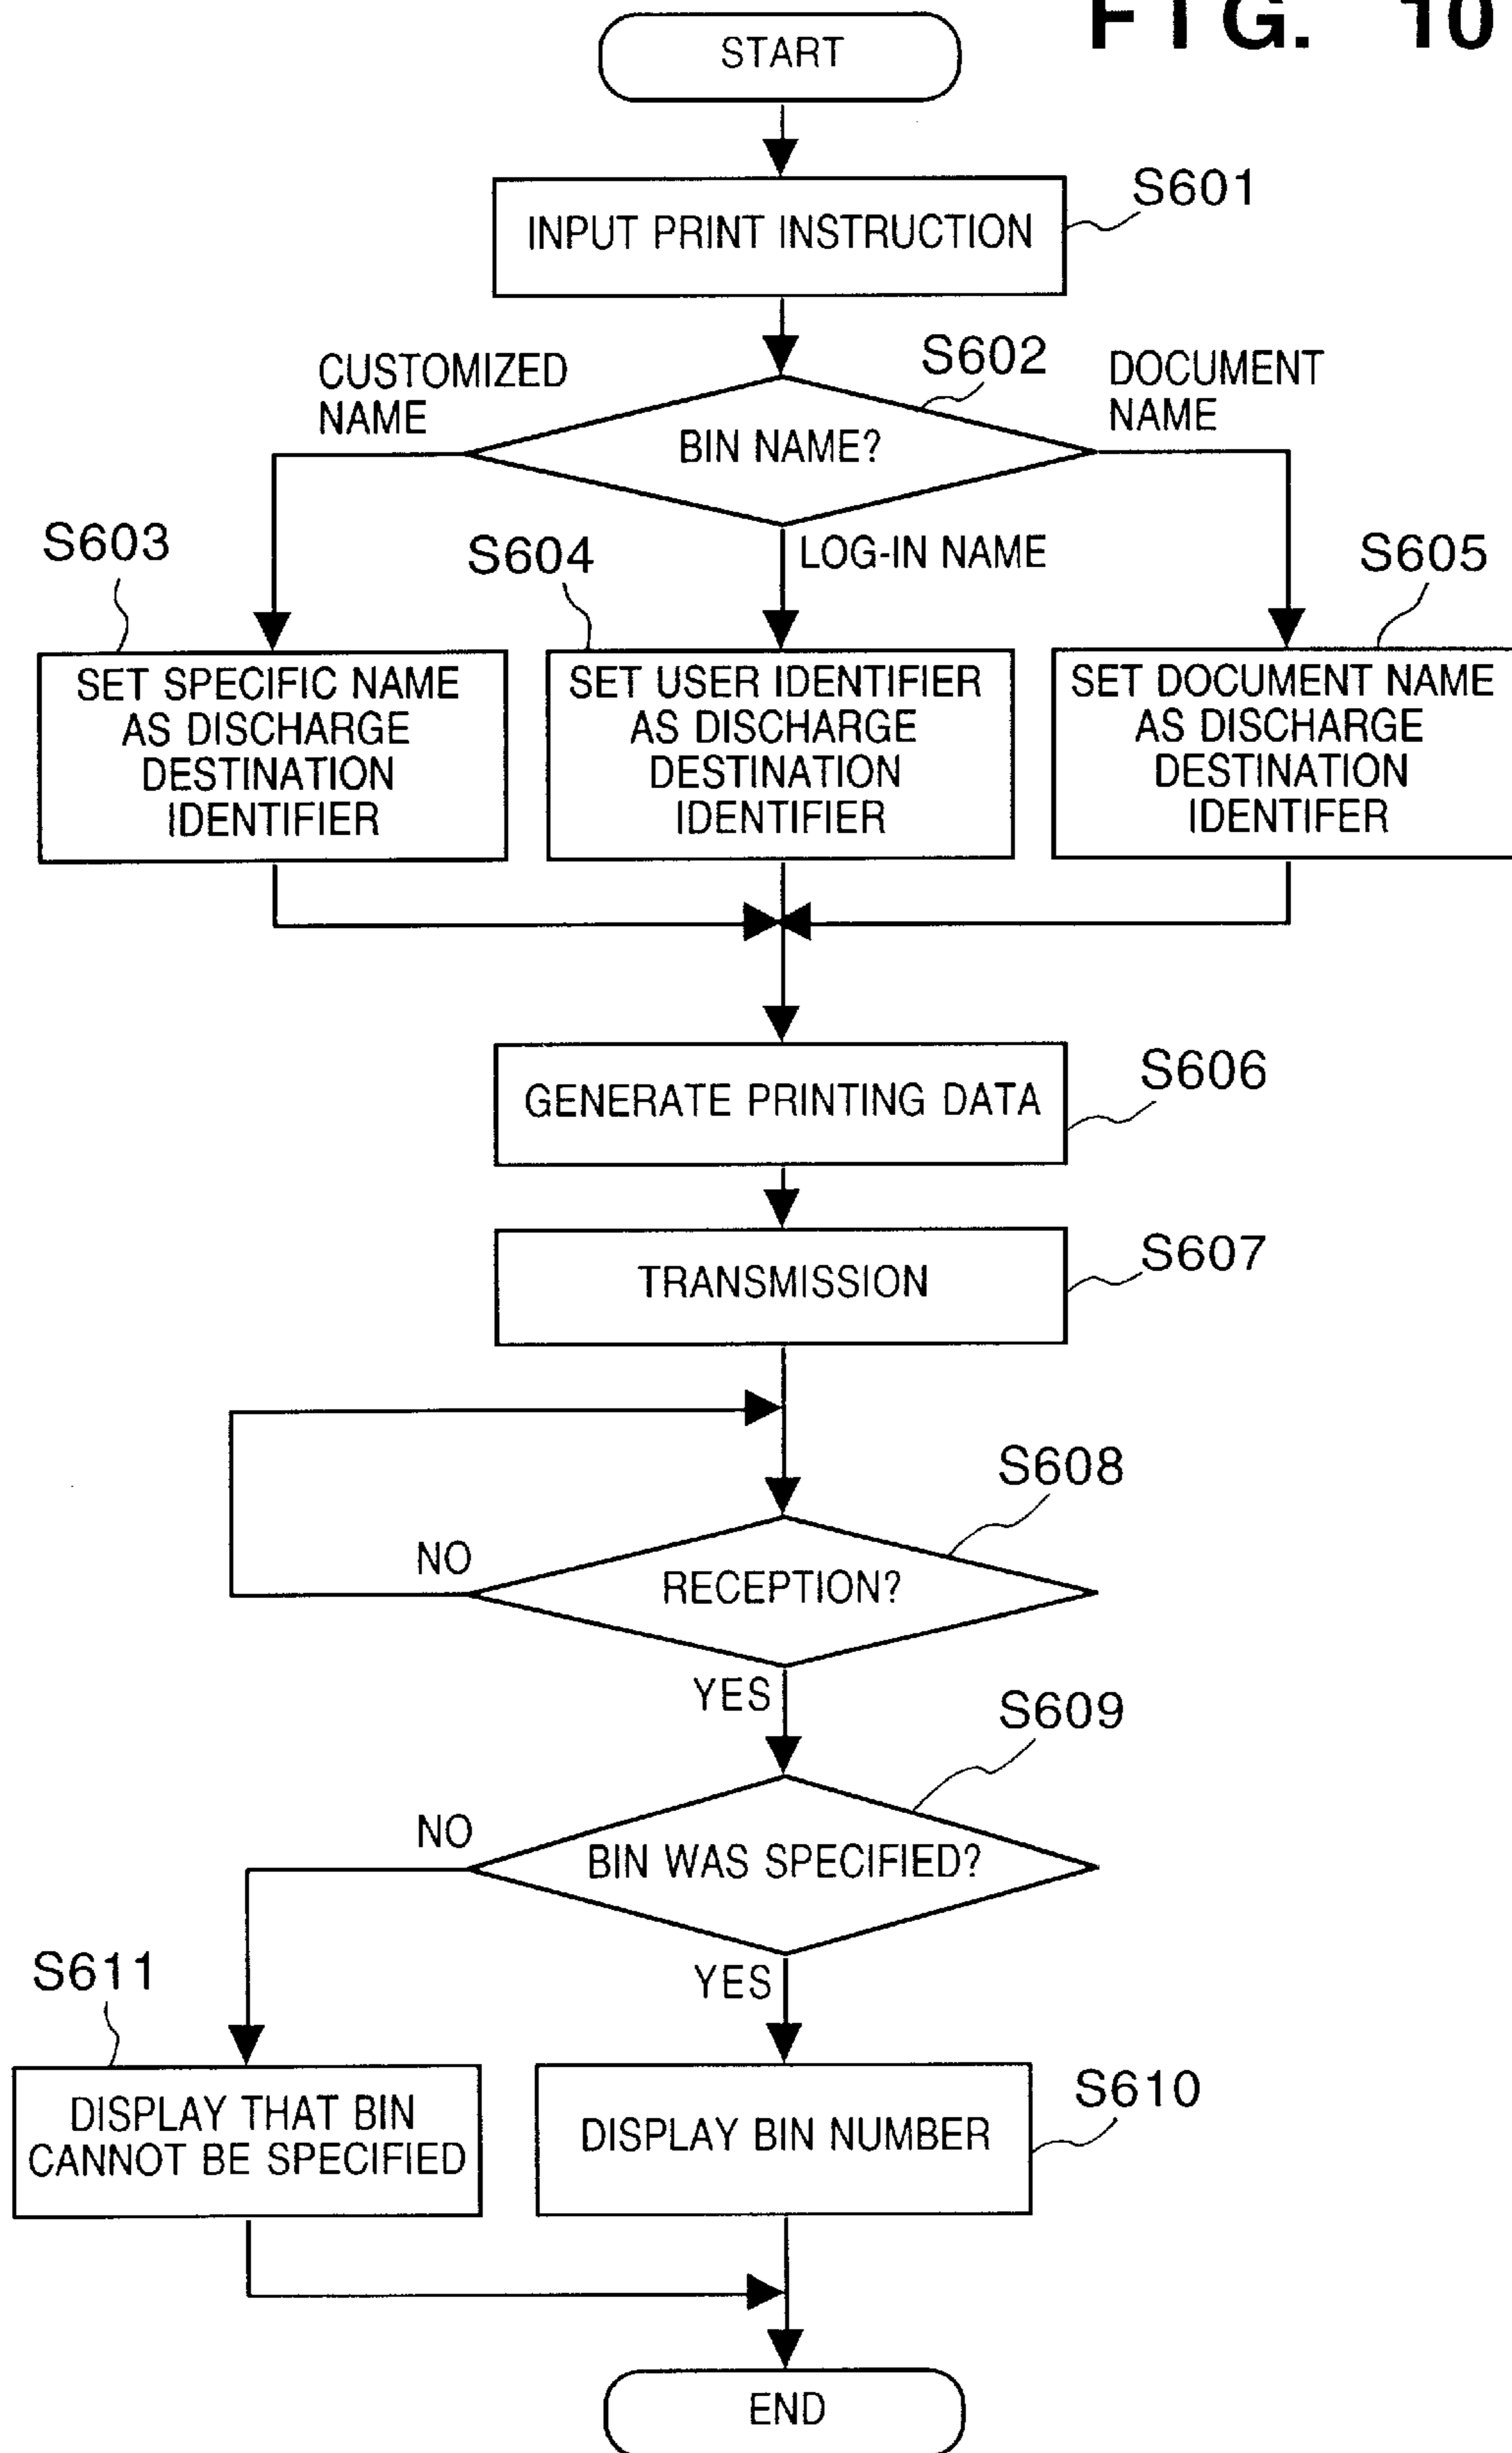 FIG. 10
START
S601
INPUT PRINT INSTRUCTION
S602
CUSTOMIZED
NAME
DOCUMENT
NAME
BIN NAME?
S603
S604
LOG-IN NAME
S605
SET SPECIFIC NAME
AS DISCHARGE
DESTINATION
IDENTIFIER
SET USER IDENTIFIER
AS DISCHARGE
DESTINATION
IDENTIFIER
SET DOCUMENT NAME
AS DISCHARGE
DESTINATION
IDENTIFER
S606
GENERATE PRINTING DATA
S607
TRANSMISSION
S608
NO
RECEPTION?
YES
S609
NO
BIN WAS SPECIFIED?
S611
YES
DISPLAY THAT BIN
CANNOT BE SPECIFIED
S610
DISPLAY BIN NUMBER
END